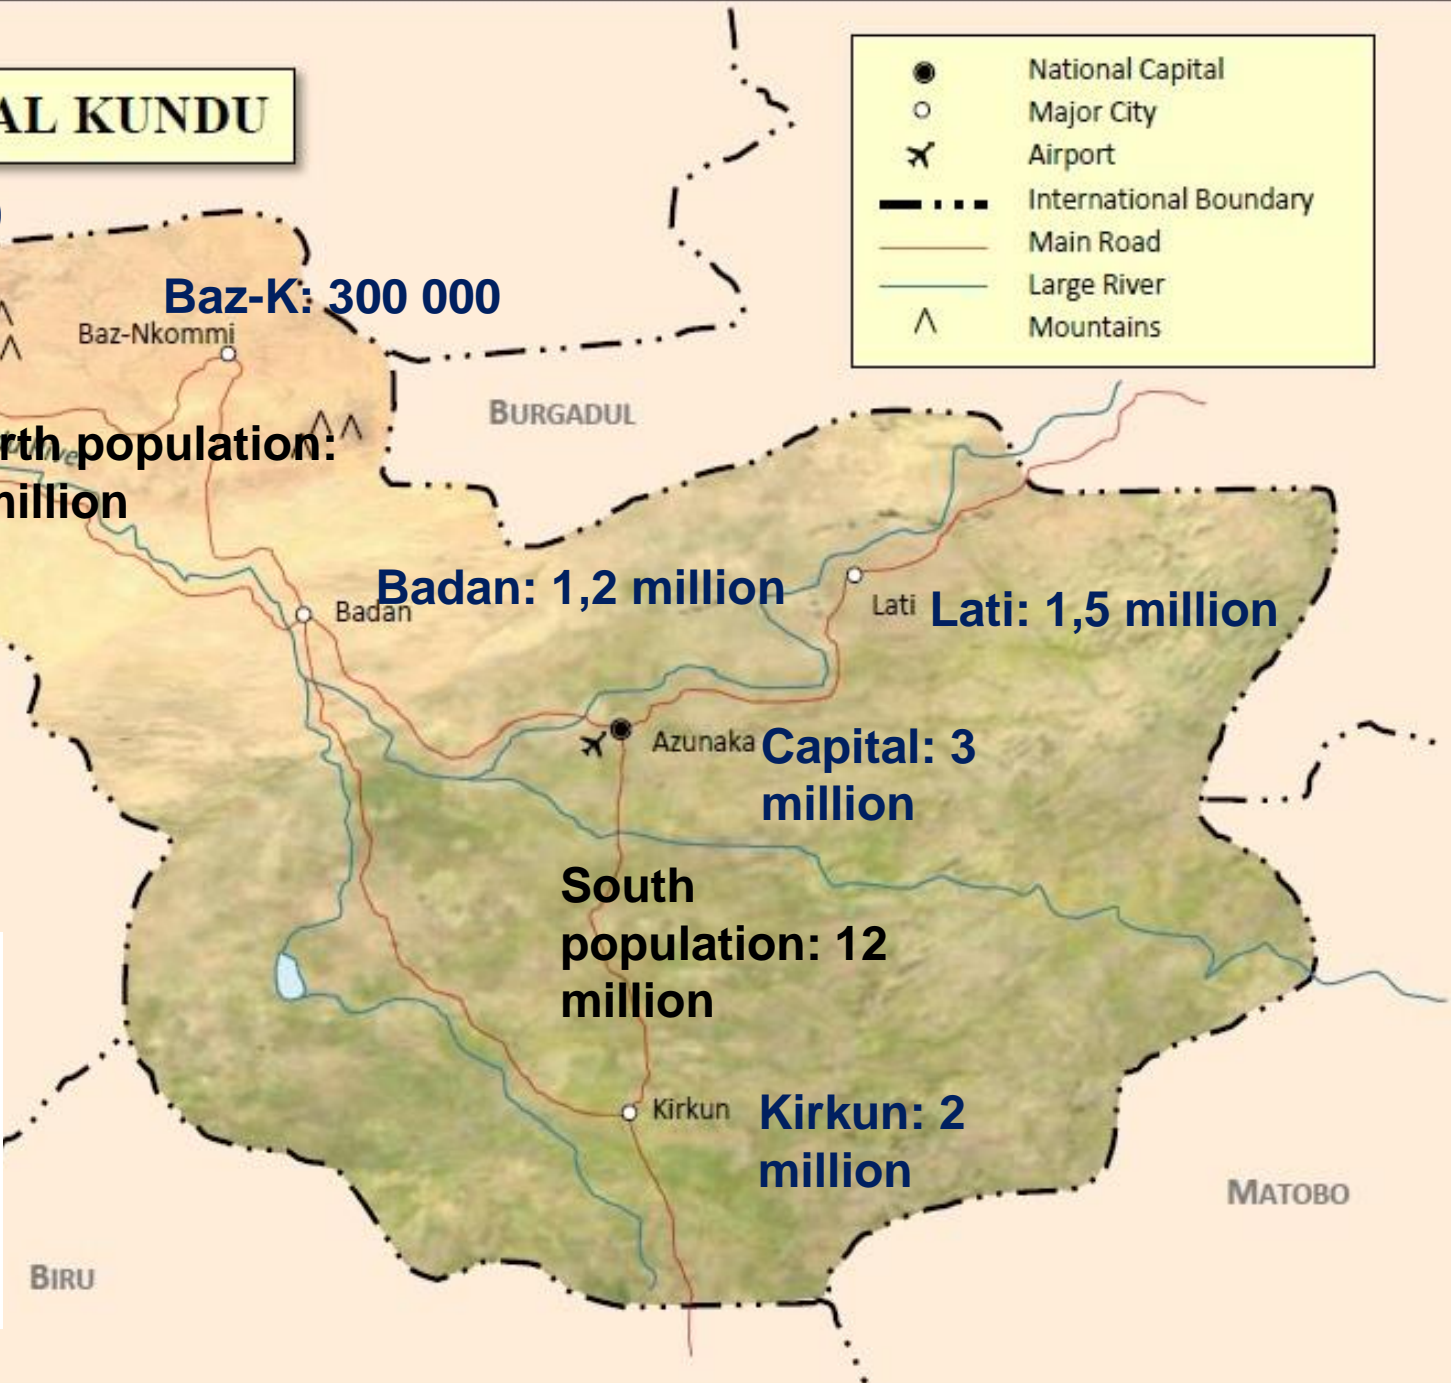 AL KUNDU
National Capital
Major City
Airport
International Boundary
Main Road
Large River
Mountains
Baz-K: 300 000
Baz-Nkommi
BURGADUL
rth population:
million
Badan: 1,2 million
Badan
Lati
Lati: 1,5 million
Azunaka
Capital: 3
million
South
population: 12
million
Kirkun
Kirkun: 2
million
MATOBO
BIRU